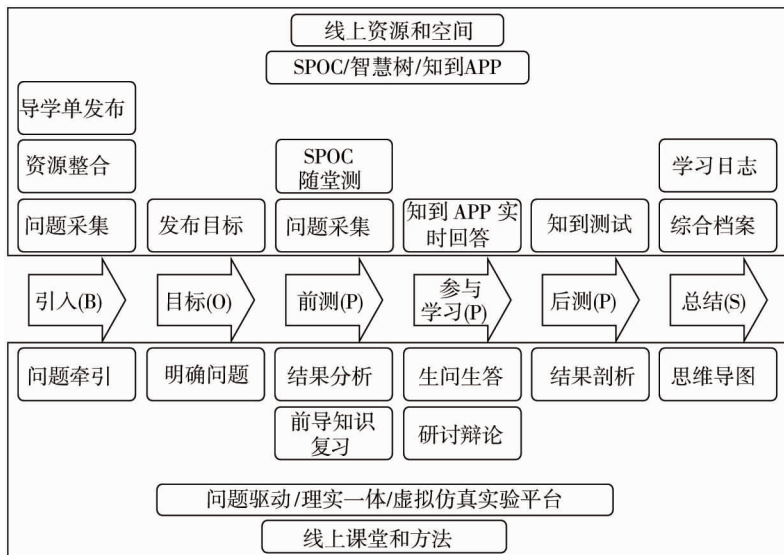 线上资源和空间
SPOC/智慧树/知到APP
导学单发布
资源整合
SPOC
随堂测
学习日志
问题采集
发布目标
问题采集
知到 APP 实
时回答
知到测试
综合档案
引入(B)
目标(O)
前测(P)
参与
学习(P)
后测(P)
总结(S)
问题牵引
明确问题
结果分析
生问生答
结果剖析
思维导图
前导知识
复习
研讨辩论
问题驱动/理实一体/虚拟仿真实验平台
线上课堂和方法